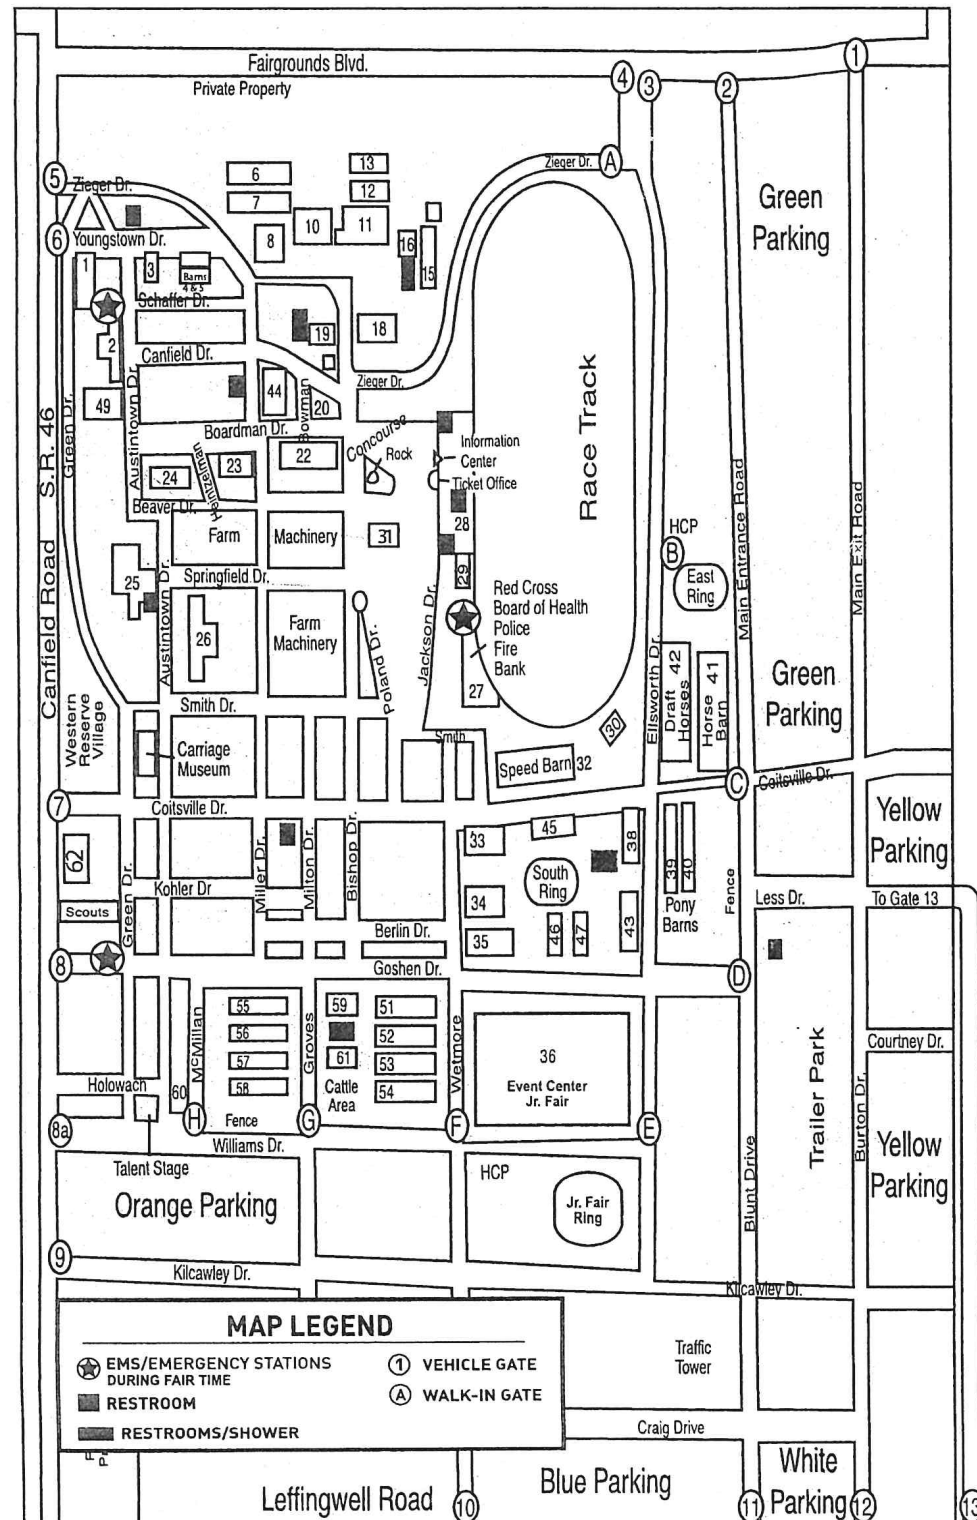 Fairgrounds Blvd.
Private Property
1
2
3
4
A
Zieger Dr.
5
Zieger Dr.
6
Youngstown Dr.
Green
Parking
6
7
8
10
11
12
13
16
15
18
1
3
Barns
4 & 5
Schaffer Dr.
2
Canfield Dr.
19
20
44
49
Zieger Dr.
Bowman
Boardman Dr.
Concourse
Rock
Information
Center
Ticket Office
Race Track
S.R. 46
Canfield Road
Green Dr.
Austintown Dr.
22
23
24
Heintzelman
Beaver Dr.
Farm
Machinery
31
28
29
HCP
B
East
Ring
Main Entrance Road
Main Exit Road
25
Austintown Dr.
Springfield Dr.
26
Farm
Machinery
Poland Dr.
Jackson Dr.
Red Cross
Board of Health
Police
Fire
Bank
27
Ellsworth Dr.
Draft
Horses
42
Horse
Barn
41
Green
Parking
30
Smith Dr.
Smith
Western
Reserve
Village
Carriage
Museum
Speed Barn 32
C
Coitsville Dr.
7
Coitsville Dr.
62
Scouts
Green Dr.
Kohler Dr
Miller Dr.
Milton Dr.
Bishop Dr.
Berlin Dr.
Goshen Dr.
33
45
38
South
Ring
34
35
46
47
43
39
40
Pony
Barns
Fence
Less Dr.
To Gate 13
Yellow
Parking
8
D
McMillan
55
56
57
58
Groves
59
61
Cattle
Area
51
52
53
54
Wetmore
36
Event Center
Jr. Fair
Holowach
60
H
Fence
G
F
E
8a
Williams Dr.
Talent Stage
Orange Parking
HCP
Jr. Fair
Ring
Blunt Drive
Trailer Park
Burton Dr.
Courtney Dr.
Yellow
Parking
9
Kilcawley Dr.
Kilcawley Dr.
MAP LEGEND
EMS/EMERGENCY STATIONS
DURING FAIR TIME
RESTROOM
RESTROOMS/SHOWER
1 VEHICLE GATE
A WALK-IN GATE
Traffic
Tower
Craig Drive
Leffingwell Road
10
Blue Parking
11
White
Parking
12
13